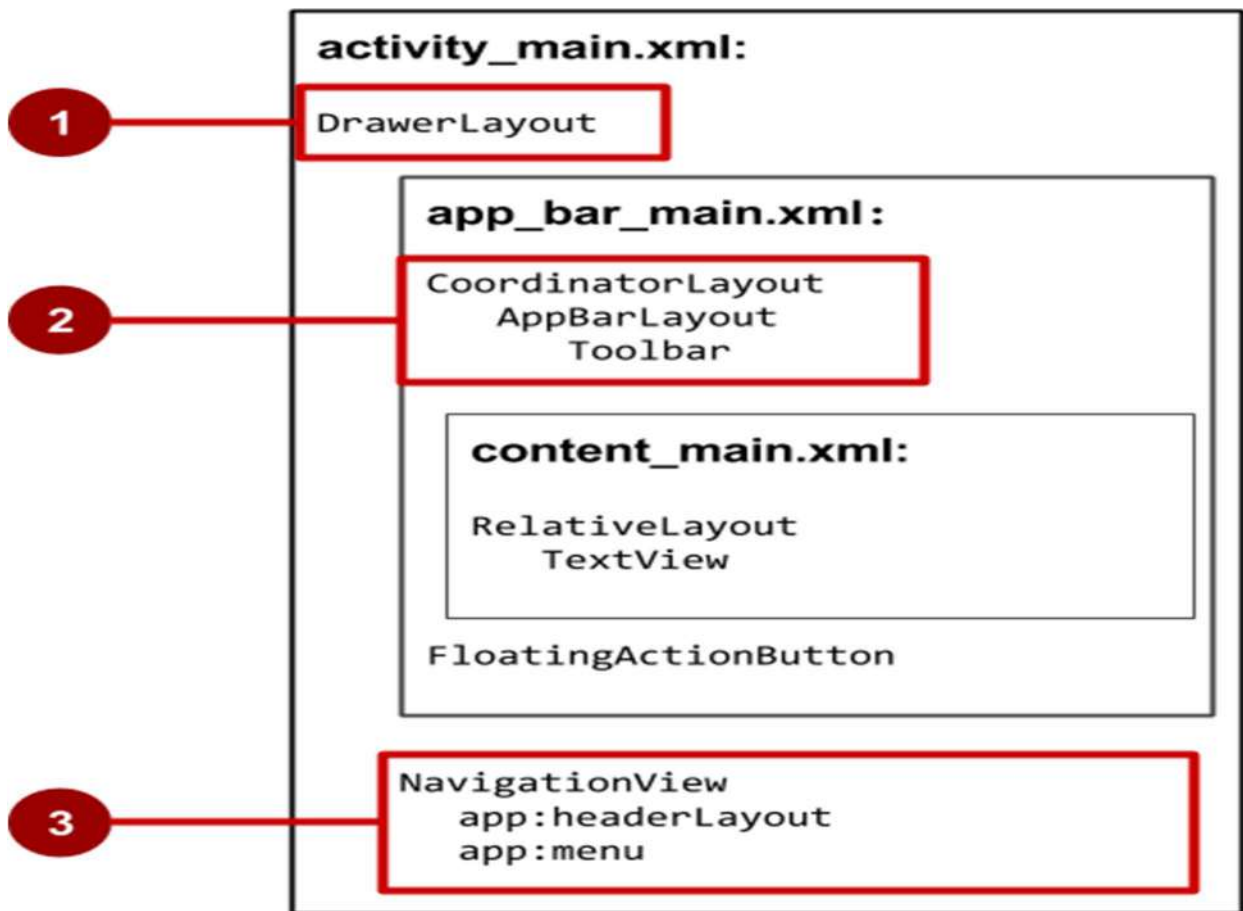 activity_main.xml:
1
DrawerLayout
app_bar_main.xml:
2
CoordinatorLayout
AppBarLayout
Toolbar
content_main.xml:
RelativeLayout
TextView
FloatingActionButton
3
NavigationView
app:headerLayout
app:menu